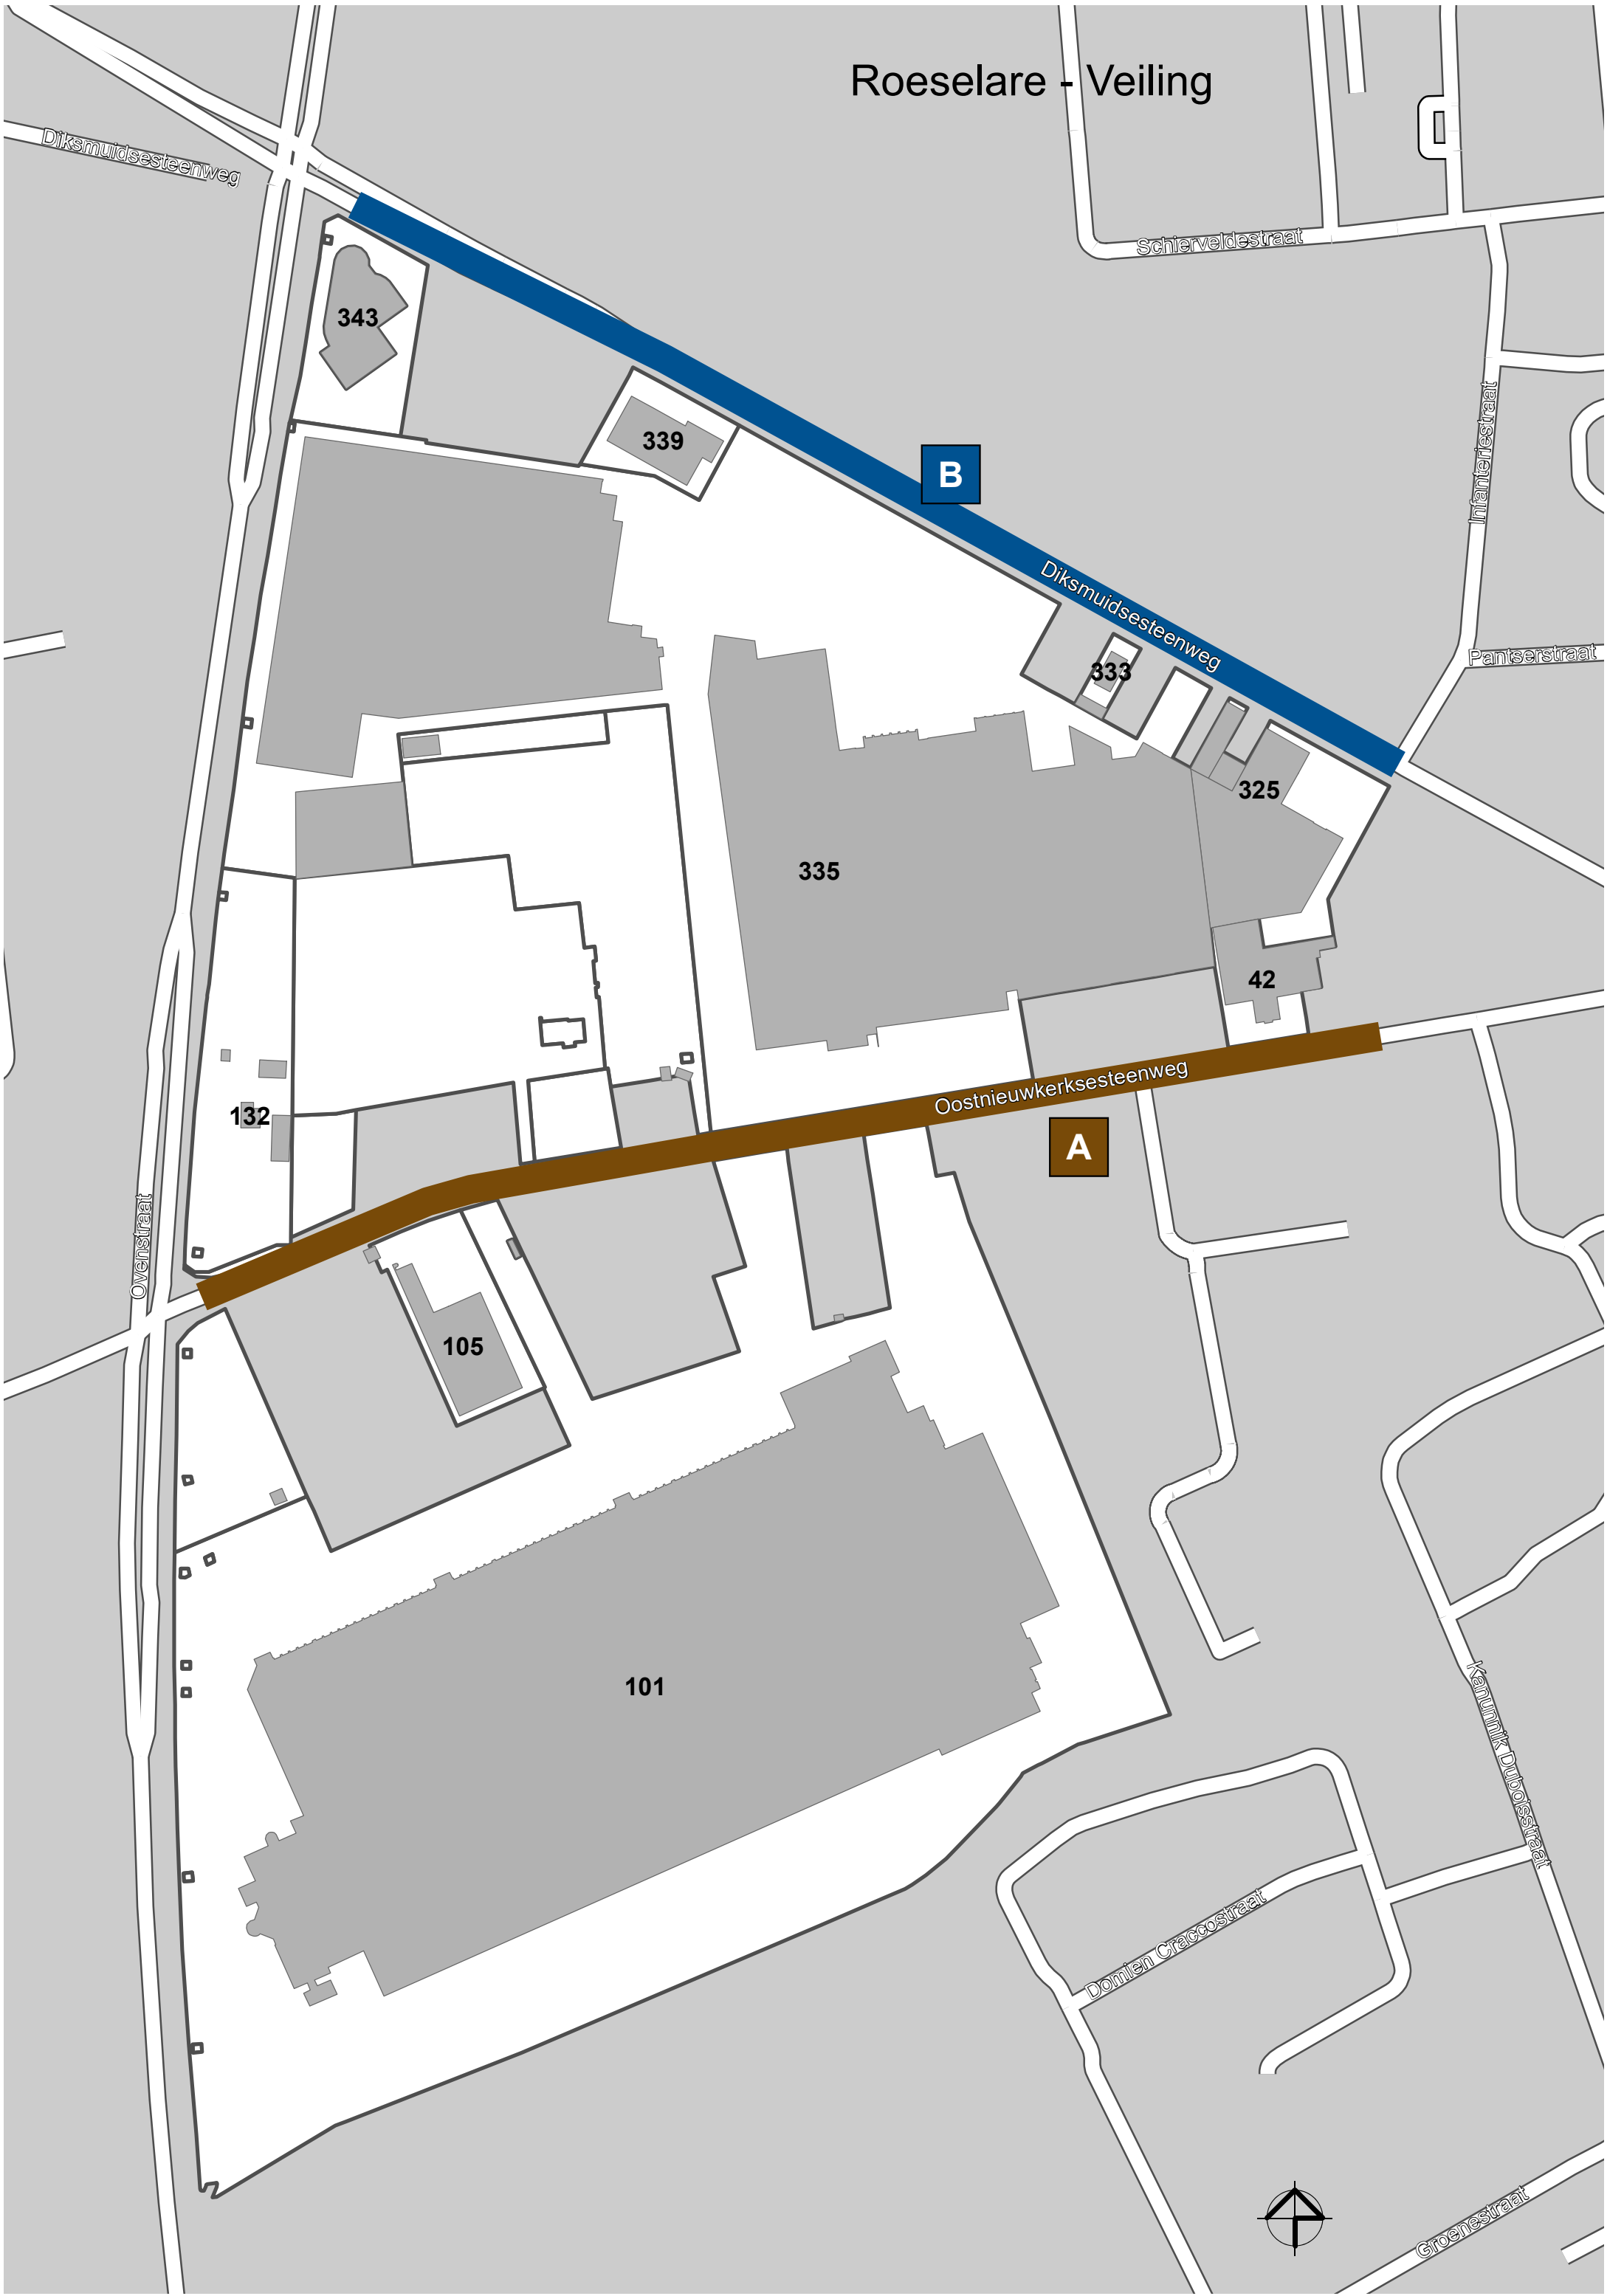 Roeselare - Veiling
Diksmuidsesteenweg
Schierveldestraat
343
Infanteriestraat
339
B
Diksmuidsesteenweg
Pantserstraat
333
325
335
42
Oostnieuwkerksesteenweg
132
A
Ovenstraat
105
101
Kanunnik Duboisstraat
Domien Craccostraat
Groenestraat